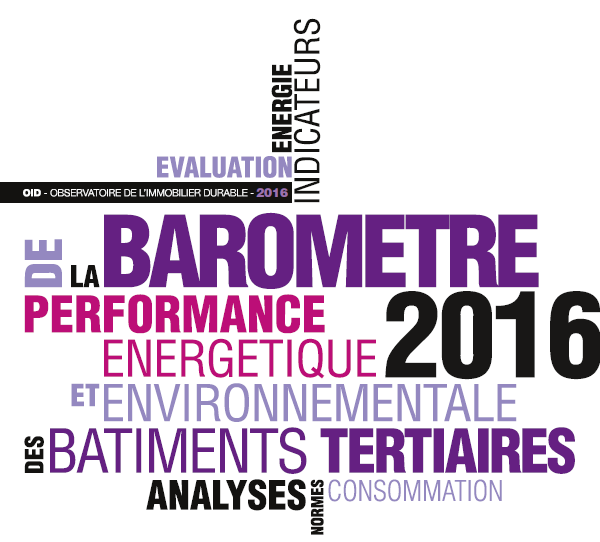 ENERGIE
INDICATEURS
EVALUATION
OID - OBSERVATOIRE DE L'IMMOBILIER DURABLE - 2016
BAROMETRE
DE LA
2016
PERFORMANCE
ENERGETIQUE
ET ENVIRONNEMENTALE
DES BATIMENTS TERTIAIRES
ANALYSES NORMES CONSOMMATION